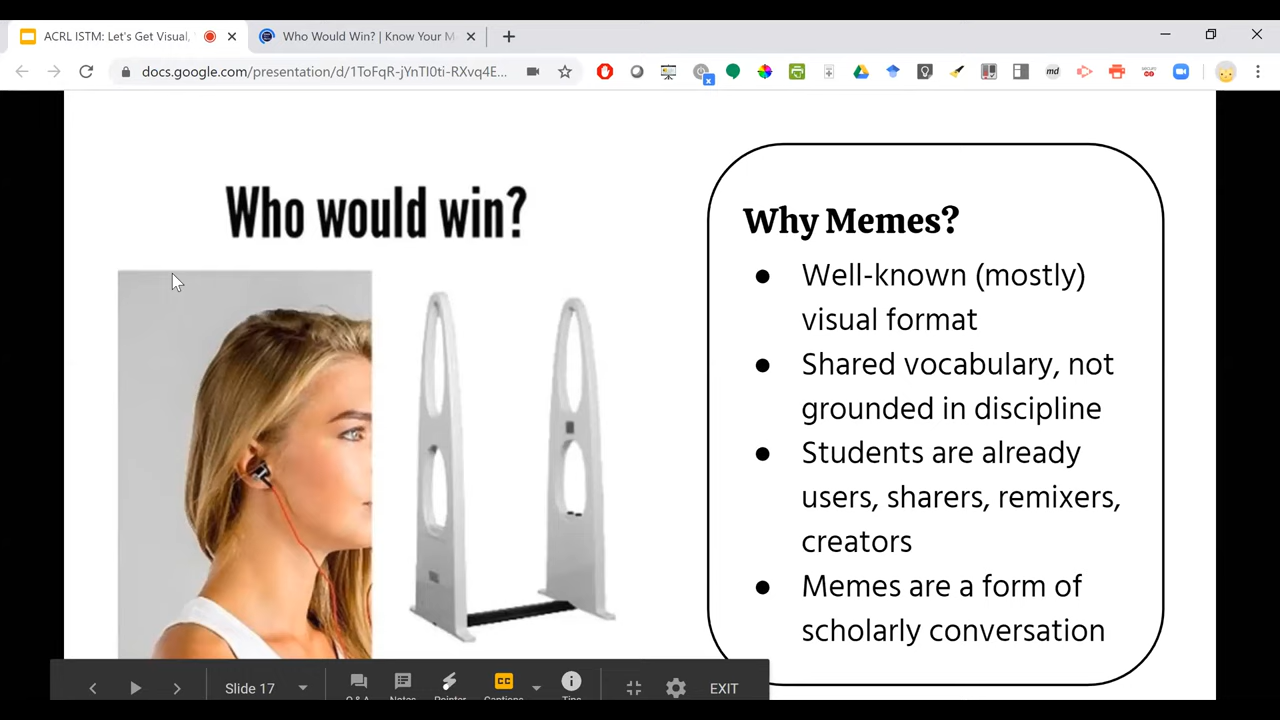 ACRL ISTM: Let's Get Visual,
Who Would Win? | Know Your M
docs.google.com/presentation/d/1ToFqR-jYnTI0ti-RXvq4E...
md
Who would win?
Why Memes?
● Well-known (mostly)
visual format
● Shared vocabulary, not
grounded in discipline
● Students are already
users, sharers, remixers,
creators
● Memes are a form of
scholarly conversation
Slide 17
Q & A
Notes
Pointer
CC
Captions
Tips
EXIT